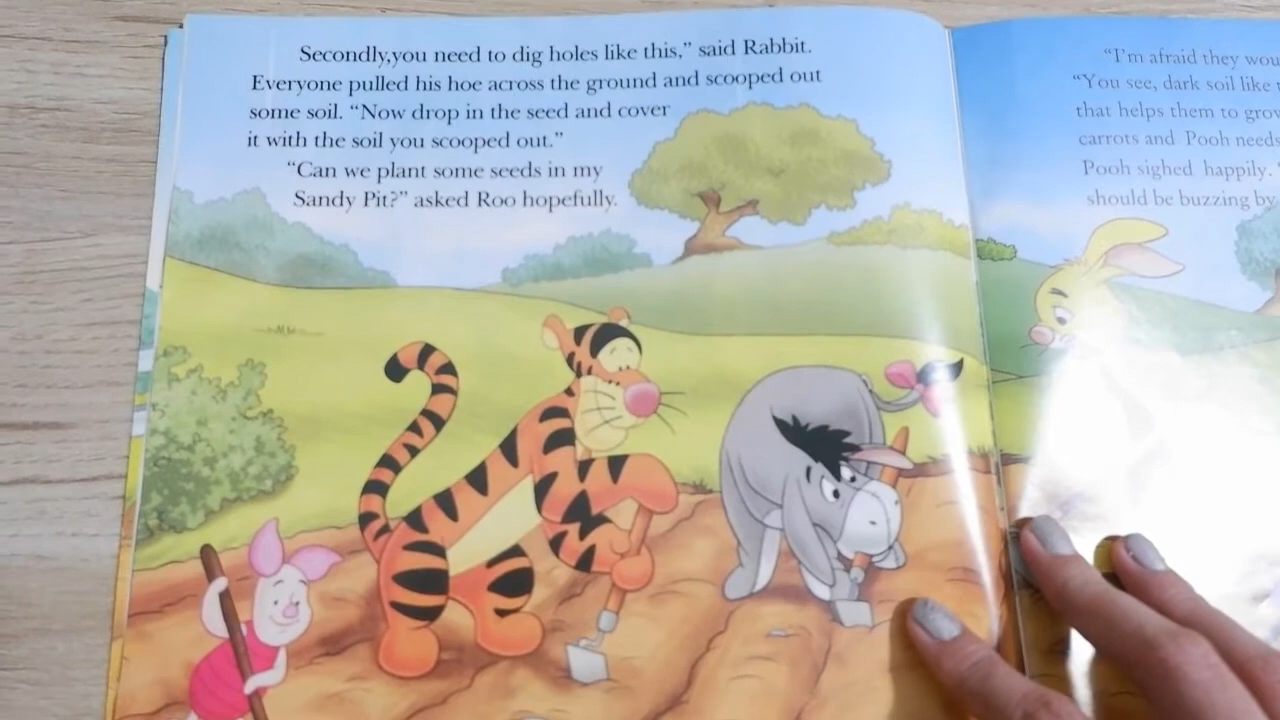 Secondly,you need to dig holes like this,” said Rabbit.
Everyone pulled his hoe across the ground and scooped out
some soil. “Now drop in the seed and cover
it with the soil you scooped out.”
“Can we plant some seeds in my
Sandy Pit?” asked Roo hopefully.
“I'm afraid they
“You see, dark soil like
that helps them to
carrots and Pooh needs
Pooh sighed happily.
should be buzzing by